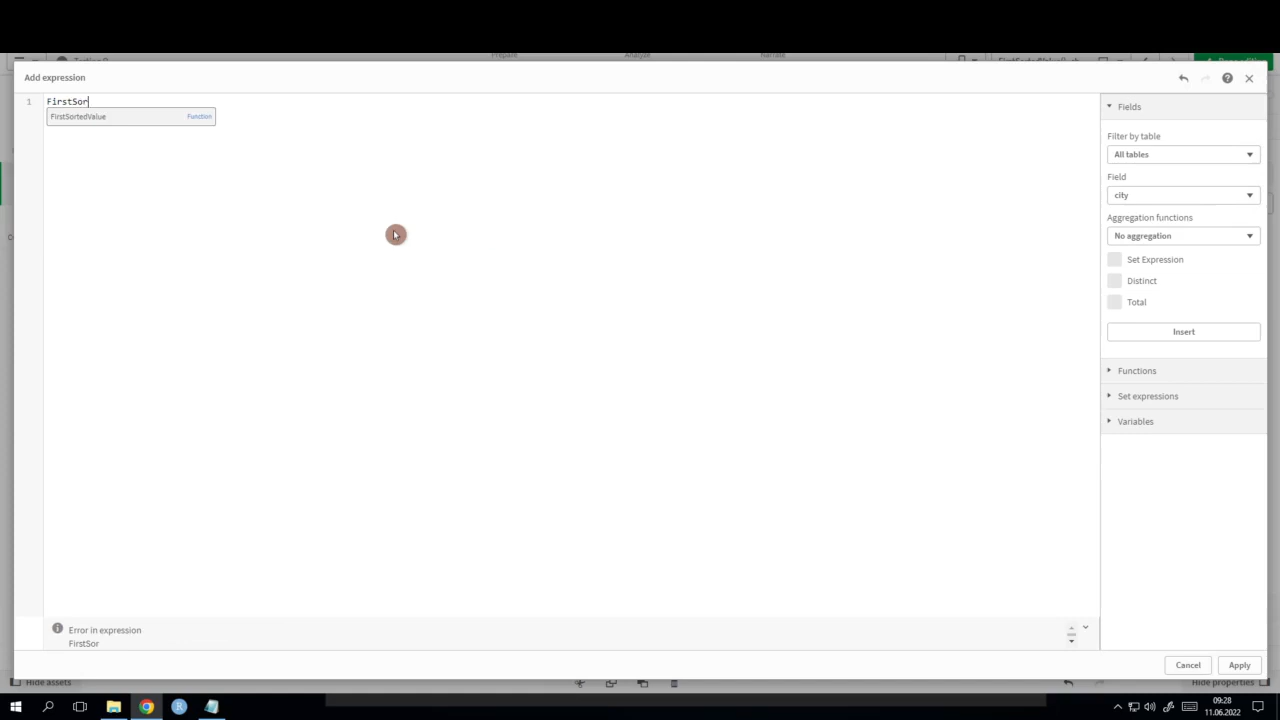 Add expression
1
FirstSor
FirstSortedValue Function
Fields
Filter by table
All tables
Field
city
Aggregation functions
No aggregation
Set Expression
Distinct
Total
Insert
Functions
Set expressions
Variables
Error in expression
FirstSor
Cancel Apply
Hide assets
Hide properties
09:28
11.06.2022